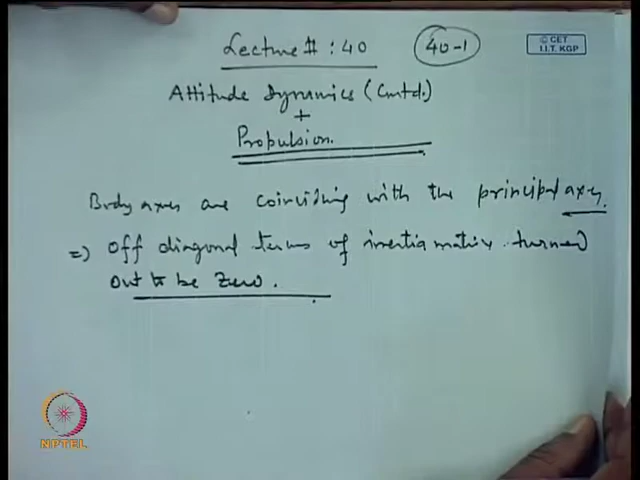 Lecture # : 40
40-1
© CET
I.I.T. KGP
Attitude Dynamics (Contd.)
+
Propulsion.
Body axes are coinciding with the principal axes.
=) Off diagonal terms of inertia matrix turned
out to be zero.
NPTEL